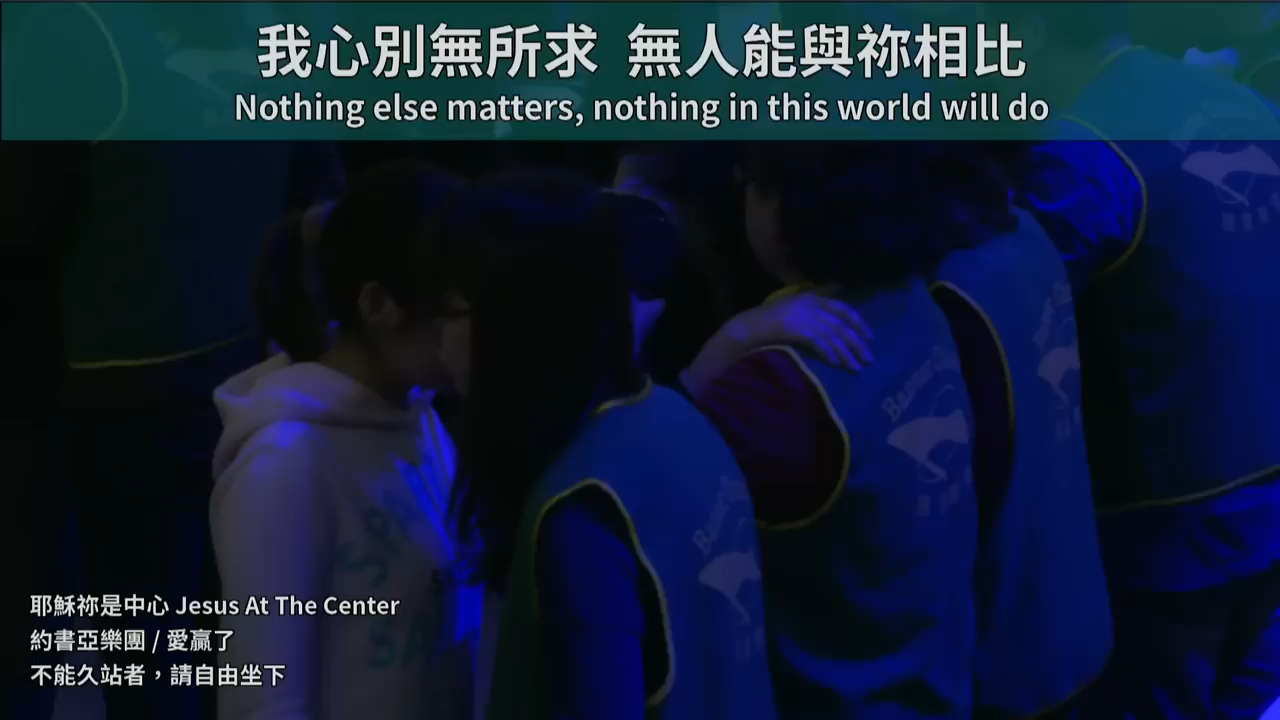 我心別無所求 無人能與祢相比
Nothing else matters, nothing in this world will do
耶穌祢是中心 Jesus At The Center
約書亞樂團 / 愛贏了
不能久站者，請自由坐下